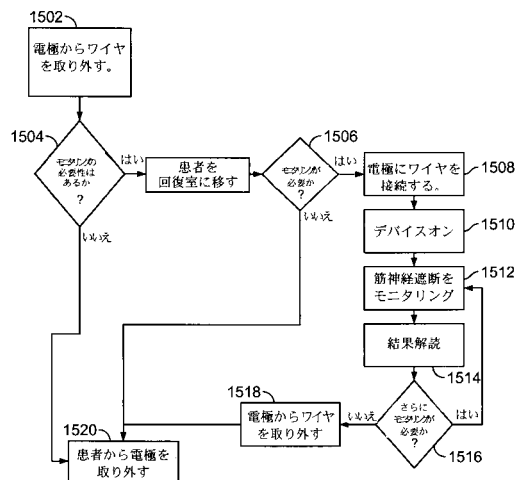 1502
電極からワイヤ
を取り外す。
1504
モニタリングの
必要性は
あるか
?
はい
いいえ
患者を
回復室に移す
1506
モニタリングが
必要か
?
はい
いいえ
電極にワイヤを
接続する。
1508
デバイスオン
1510
筋神経遮断を
モニタリング
1512
結果解読
1514
さらに
モニタリングが
必要か
?
はい
いいえ
1516
1518
電極からワイヤ
を取り外す
1520
患者から電極を
取り外す